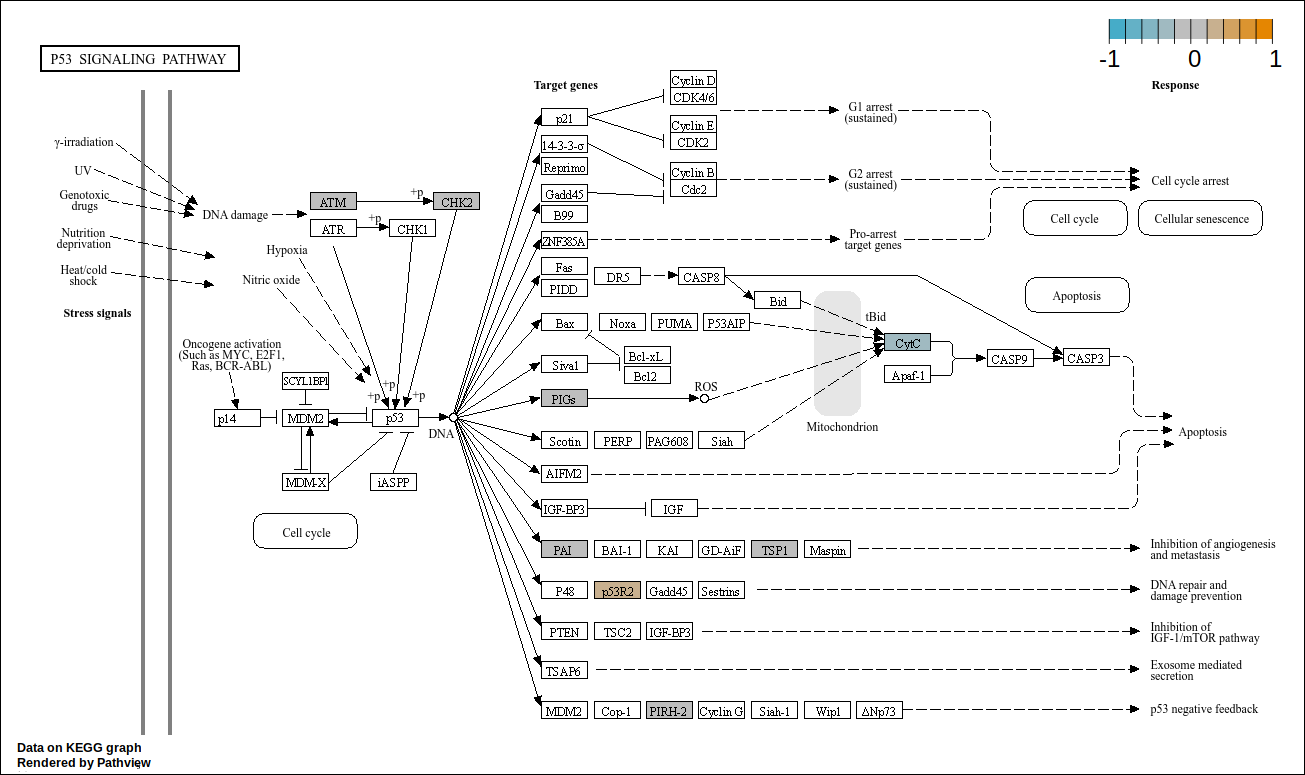 -1 0 1
P53 SIGNALING PATHWAY
Target genes
Response
Cyclin D
CDK4/6
p21
G1 arrest
(sustained)
Cyclin E
CDK2
14-3-3-σ
Reprimo
Cyclin B
Cdc2
G2 arrest
(sustained)
Cell cycle arrest
Gadd45
B99
Cell cycle
Cellular senescence
ZNF385A
Pro-arrest
target genes
γ-irradiation
UV
Genotoxic
drugs
Nutrition
deprivation
Heat/cold
shock
Stress signals
DNA damage
ATM
+p
CHK2
ATR
+p
CHK1
Hypoxia
Nitric oxide
Fas
PIDD
DR5
CASP8
Bid
tBid
Apoptosis
Bax
Noxa
PUMA
P53AIP
CytC
Bcl-xL
Bcl2
Siva1
Apaf-1
CASP9
CASP3
PIGs
ROS
Mitochondrion
Oncogene activation
(Such as MYC, E2F1,
Ras, BCR-ABL)
SCYL1BP1
+p
+p
+p
p14
MDM2
p53
DNA
MDM-X
iASPP
Cell cycle
Scotin
PERP
PAG608
Siah
Apoptosis
AIFM2
IGF-BP3
IGF
PAI
BAI-1
KAI
GD-AiF
TSP1
Maspin
Inhibition of angiogenesis
and metastasis
P48
p53R2
Gadd45
Sestrins
DNA repair and
damage prevention
PTEN
TSC2
IGF-BP3
Inhibition of
IGF-1/mTOR pathway
TSAP6
Exosome mediated
secretion
MDM2
Cop-1
PIRH-2
Cyclin G
Siah-1
Wip1
ΔNp73
p53 negative feedback
Data on KEGG graph
Rendered by Pathview